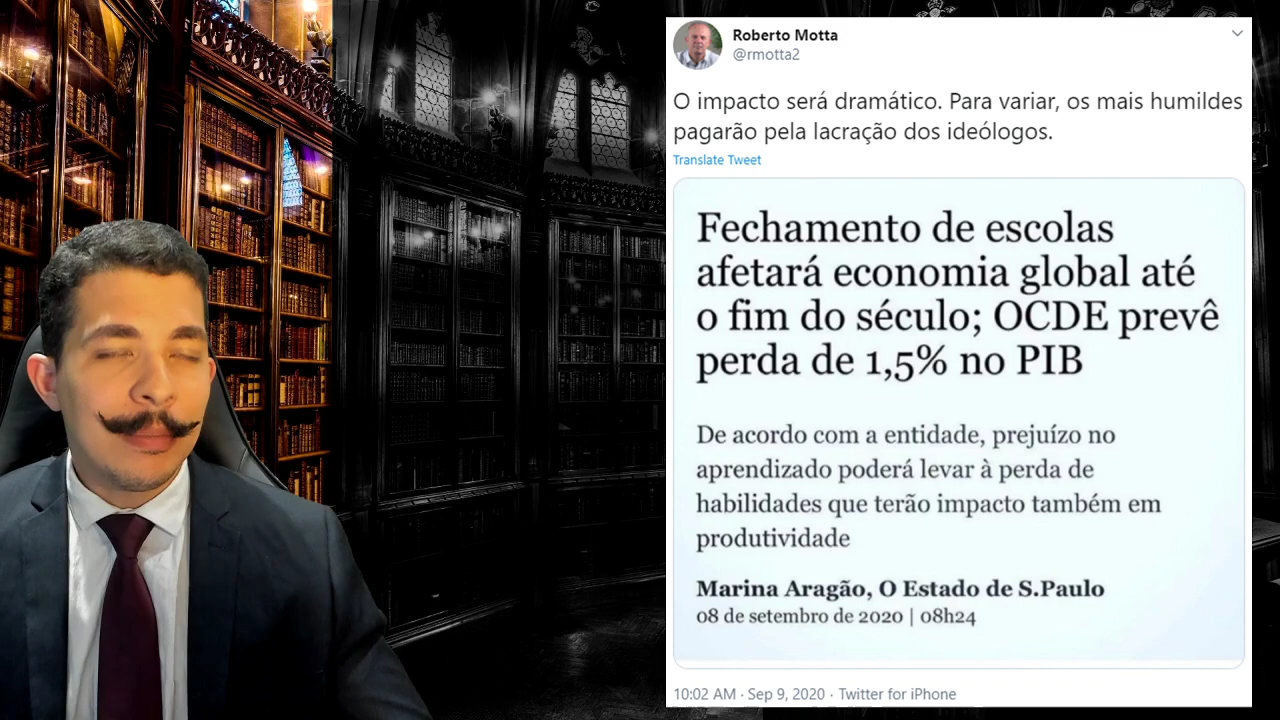 Roberto Motta
@rmotta2
O impacto será dramático. Para variar, os mais humildes
pagarão pela lacração dos ideólogos.
Translate Tweet
Fechamento de escolas
afetará economia global até
o fim do século; OCDE prevê
perda de 1,5% no PIB
De acordo com a entidade, prejuízo no
aprendizado poderá levar à perda de
habilidades que terão impacto também em
produtividade
Marina Aragão, O Estado de S.Paulo
08 de setembro de 2020 | 08h24
10:02 AM · Sep 9, 2020 · Twitter for iPhone